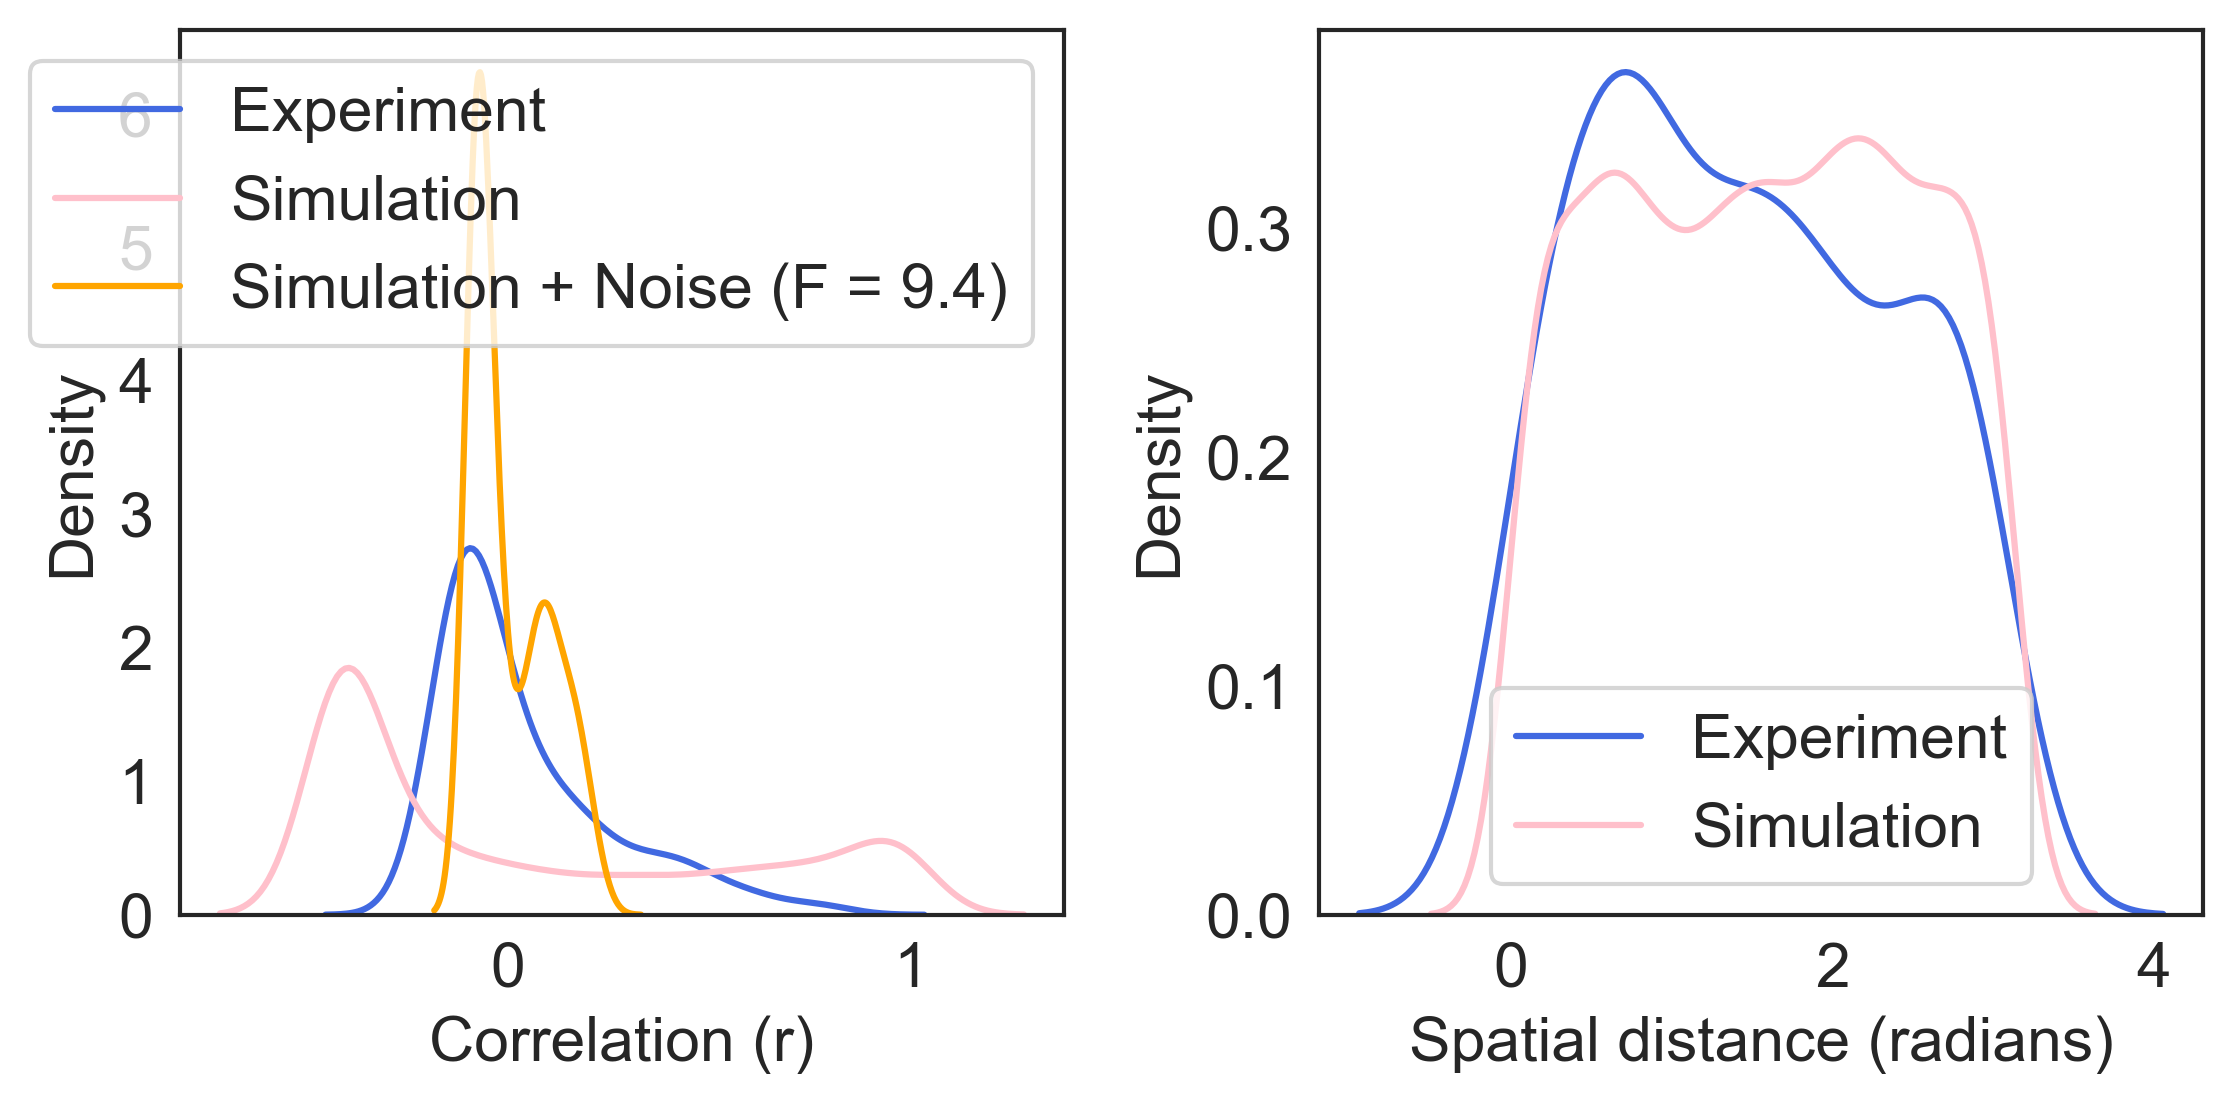 Experiment
Simulation
Simulation + Noise (F = 9.4)
6
5
4
3
2
1
0
Density
0 1
Correlation (r)
0.3
0.2
0.1
0.0
Density
Experiment
Simulation
0 2 4
Spatial distance (radians)